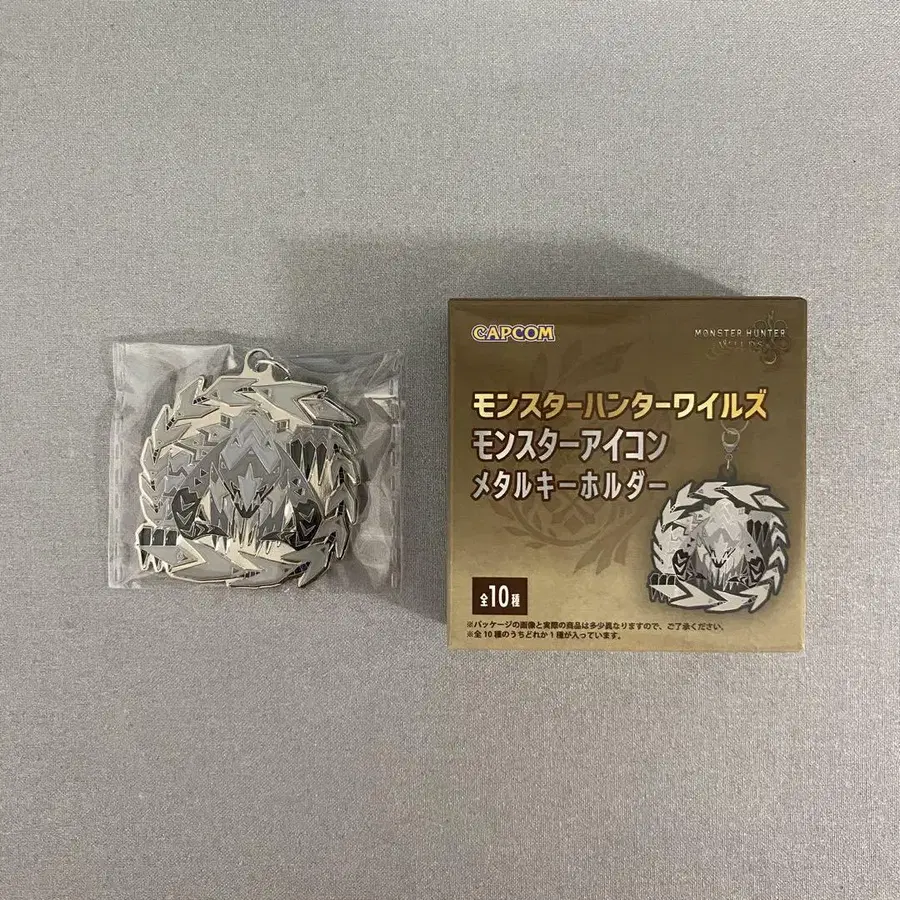 CAPCOM
MONSTER HUNTER
WILDS
モンスターハンターワイルズ
モンスターアイコン
メタルキーホルダー
全10種
※パッケージの画像と実際の商品は多少異なりますので、ご了承ください。
※全10種のうちどれか1種が入っています。